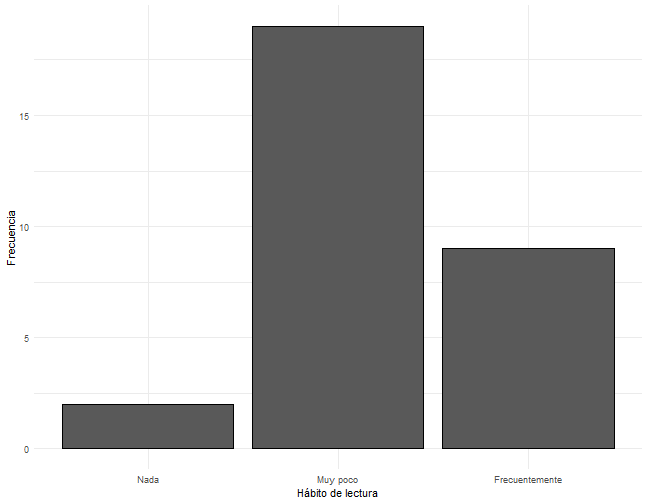 Frecuencia
15
10
5
0
Nada
Muy poco
Frecuentemente
Hábito de lectura